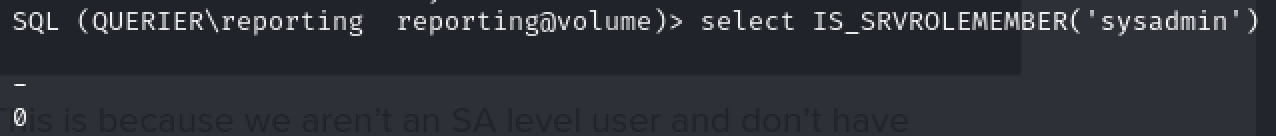 SQL (QUERIER\reporting  reporting@volume)> select IS_SRVROLEMEMBER('sysadmin')
-
0
This is because we aren't an SA level user and don't have